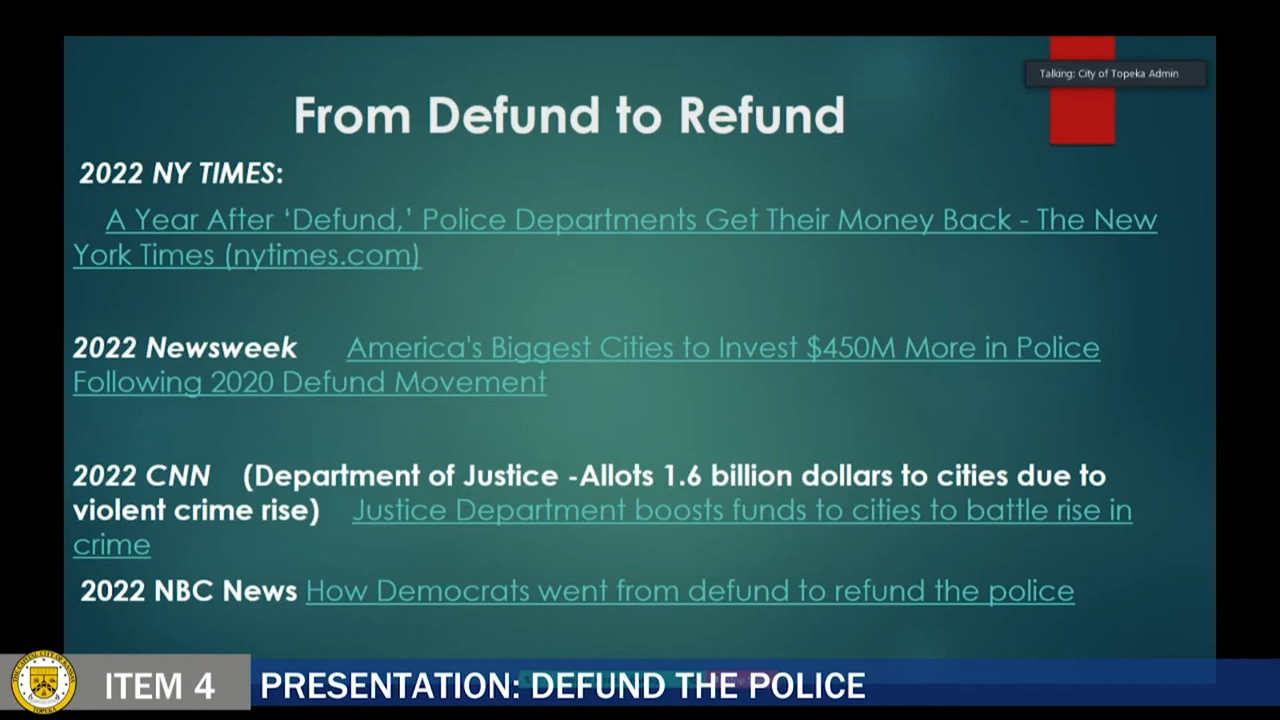 Talking: City of Topeka Admin
From Defund to Refund
2022 NY TIMES:
A Year After ‘Defund,’ Police Departments Get Their Money Back - The New
York Times (nytimes.com)
2022 Newsweek America's Biggest Cities to Invest $450M More in Police
Following 2020 Defund Movement
2022 CNN (Department of Justice -Allots 1.6 billion dollars to cities due to
violent crime rise) Justice Department boosts funds to cities to battle rise in
crime
2022 NBC News How Democrats went from defund to refund the police
ITEM 4 PRESENTATION: DEFUND THE POLICE
TOPEKA